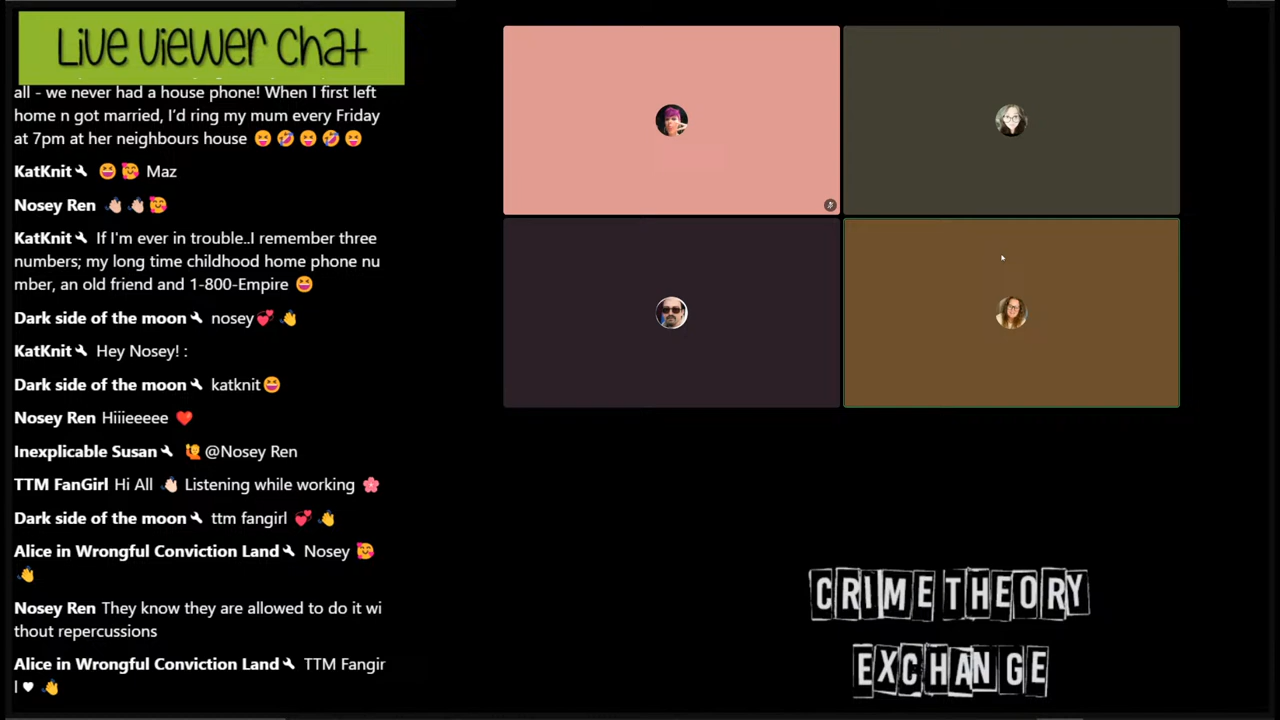 Live Viewer Chat
all - we never had a house phone! When I first left
home n got married, I’d ring my mum every Friday
at 7pm at her neighbours house 😝 🤣 😝 🤣 😝
KatKnit 😆 🥰 Maz
Nosey Ren 👋🏻 👋🏻 🥰
KatKnit If I'm ever in trouble..I remember three
numbers; my long time childhood home phone nu
mber, an old friend and 1-800-Empire 😆
Dark side of the moon nosey💞 👋
KatKnit Hey Nosey! :
Dark side of the moon katknit😆
Nosey Ren Hiiieeeee ❤️
Inexplicable Susan 🙋 @Nosey Ren
TTM FanGirl Hi All 👋🏻 Listening while working 🌸
Dark side of the moon ttm fangirl 💞 👋
Alice in Wrongful Conviction Land Nosey 🥰
👋
Nosey Ren They know they are allowed to do it wi
thout repercussions
Alice in Wrongful Conviction Land TTM Fangir
l 🤍 👋
CRIME THEORY
EXCHANGE